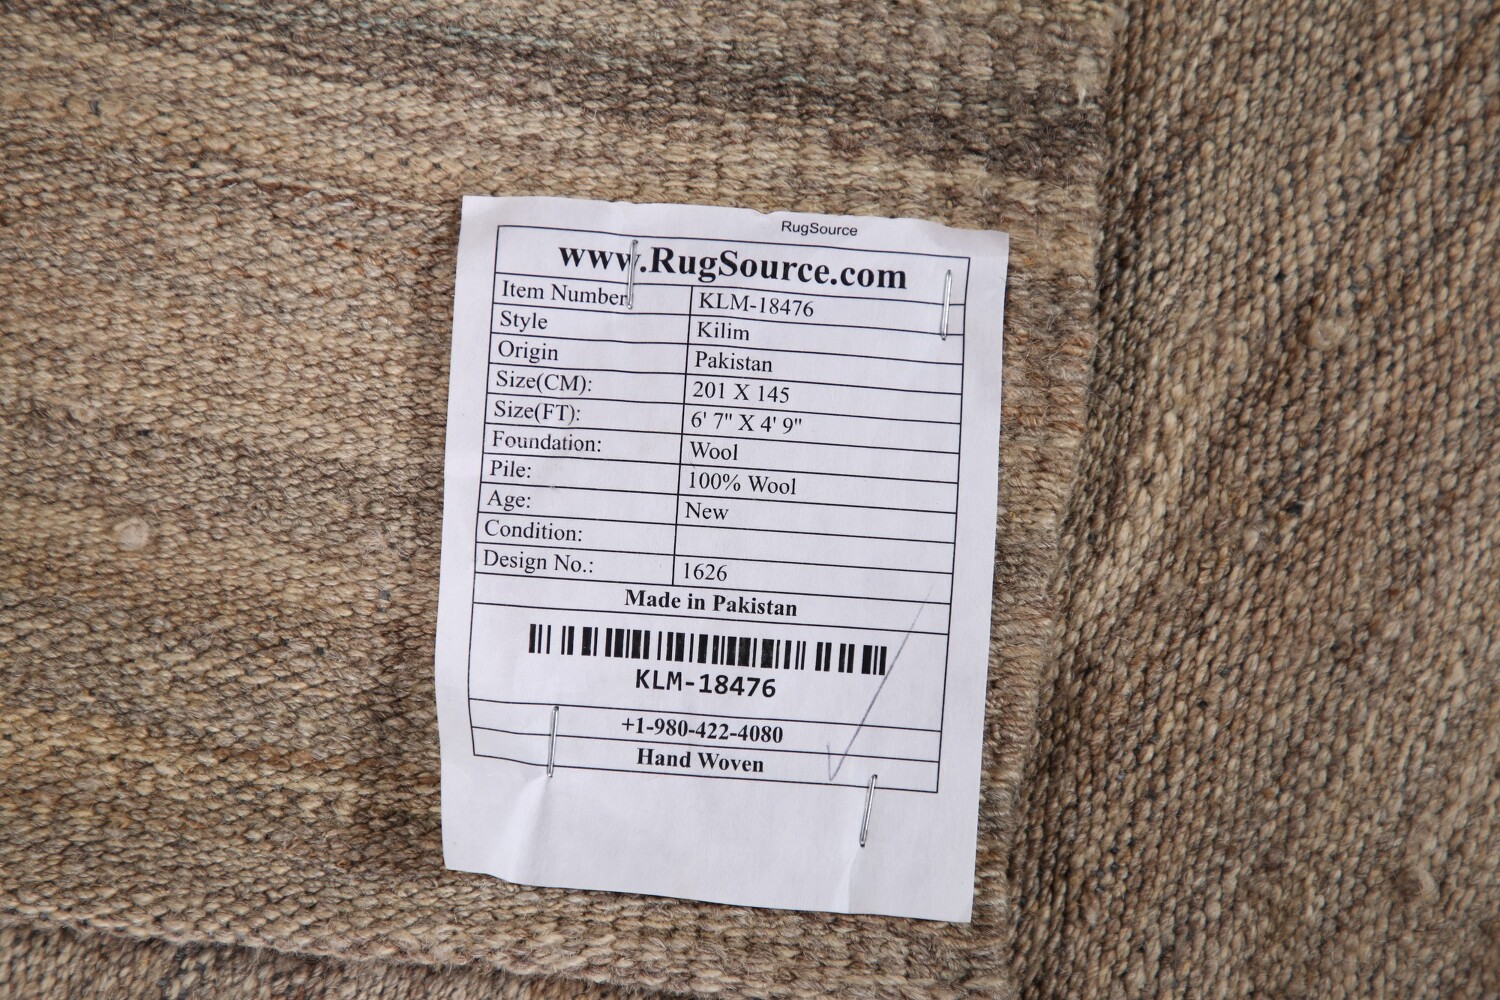 RugSource
www.RugSource.com
Item Number KLM-18476
Style Kilim
Origin Pakistan
Size(CM): 201 X 145
Size(FT): 6' 7" X 4' 9"
Foundation: Wool
Pile: 100% Wool
Age: New
Condition:
Design No.: 1626
Made in Pakistan
KLM-18476
+1-980-422-4080
Hand Woven